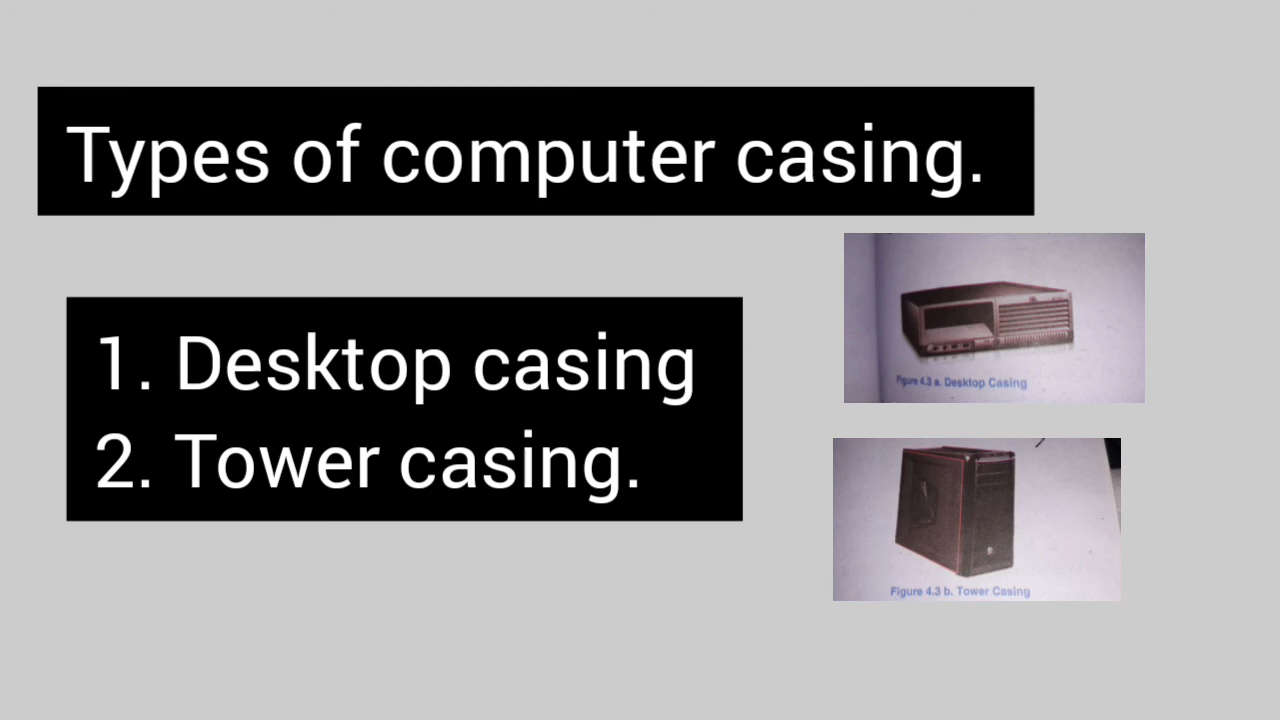 Types of computer casing.
1. Desktop casing
2. Tower casing.
Figure 4.3 a. Desktop Casing
Figure 4.3 b. Tower Casing